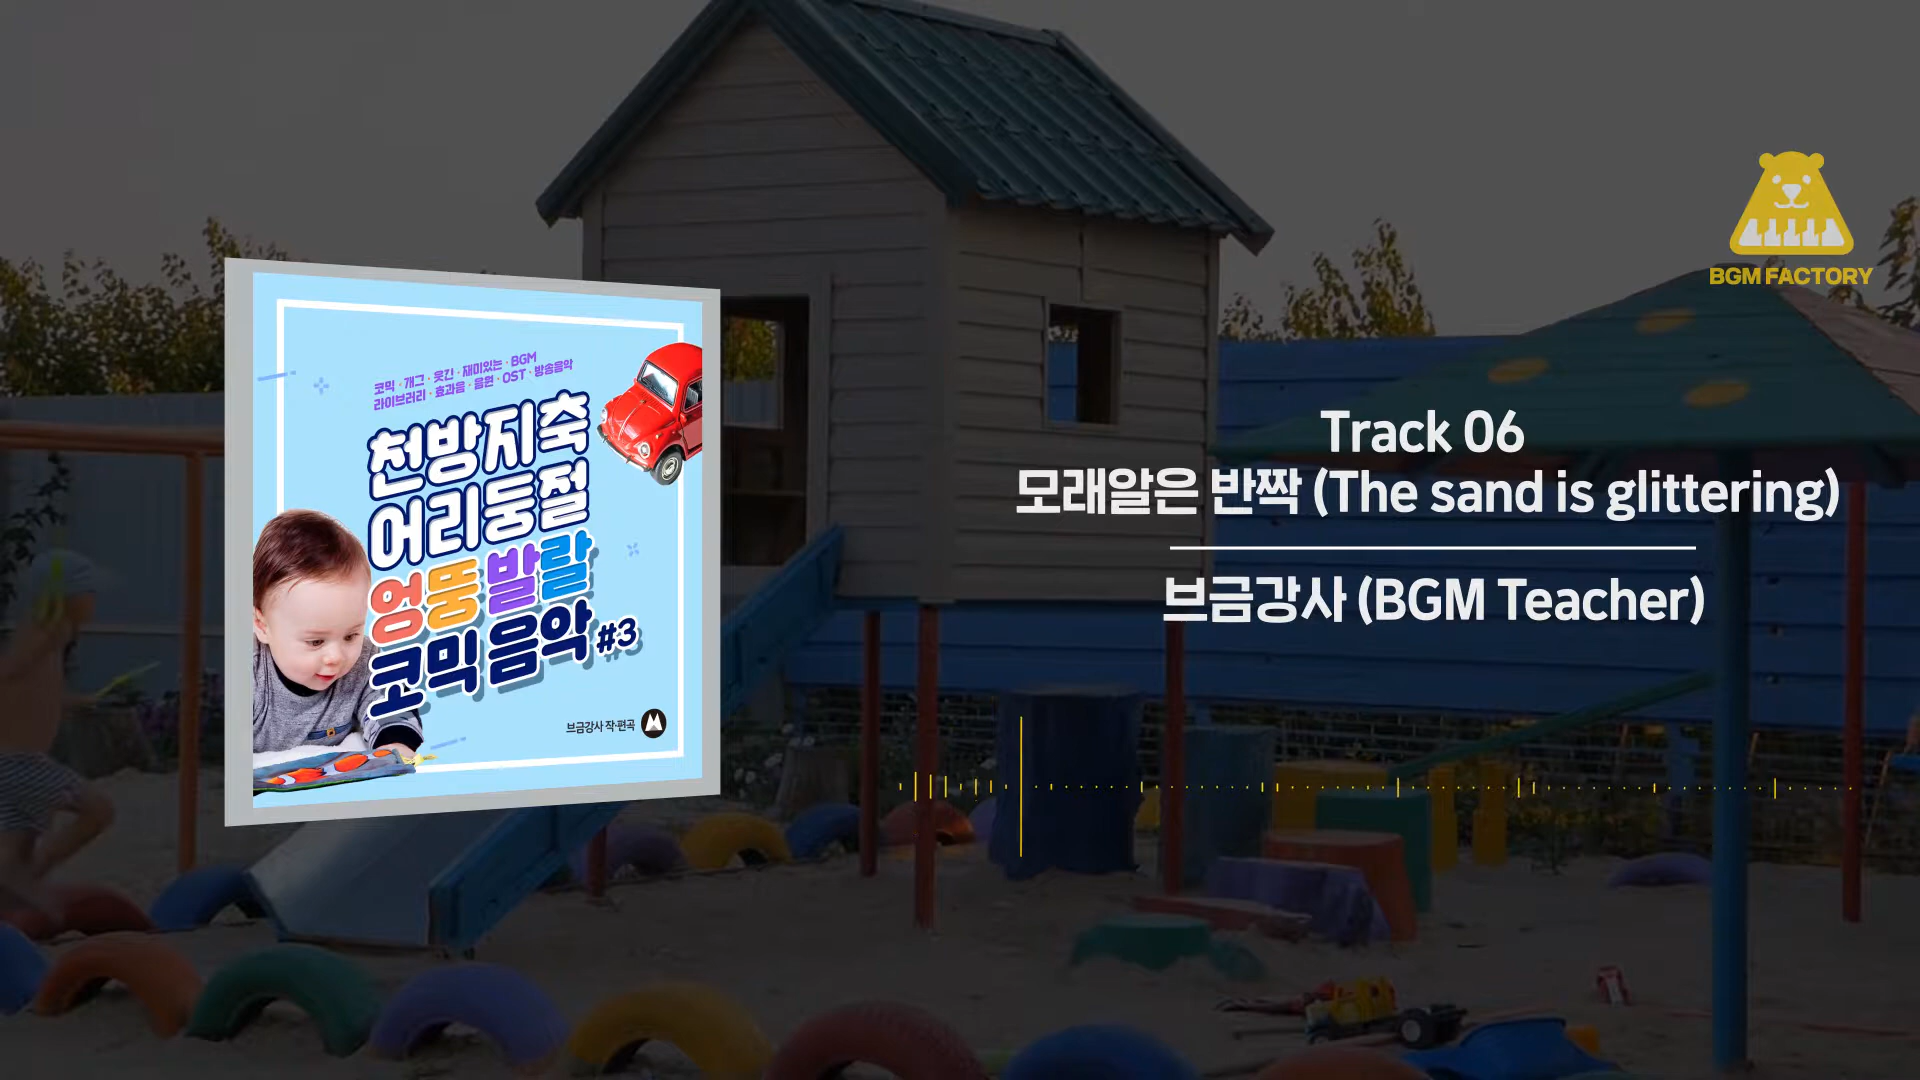 코믹 · 개그 · 웃긴 · 재미있는 · BGM
라이브러리 · 효과음 · 음원 · OST · 방송음악
천방지축
어리둥절
엉뚱 발랄
코믹 음악 #3
브금강사 작·편곡
BGM FACTORY
Track 06
모래알은 반짝 (The sand is glittering)
브금강사 (BGM Teacher)